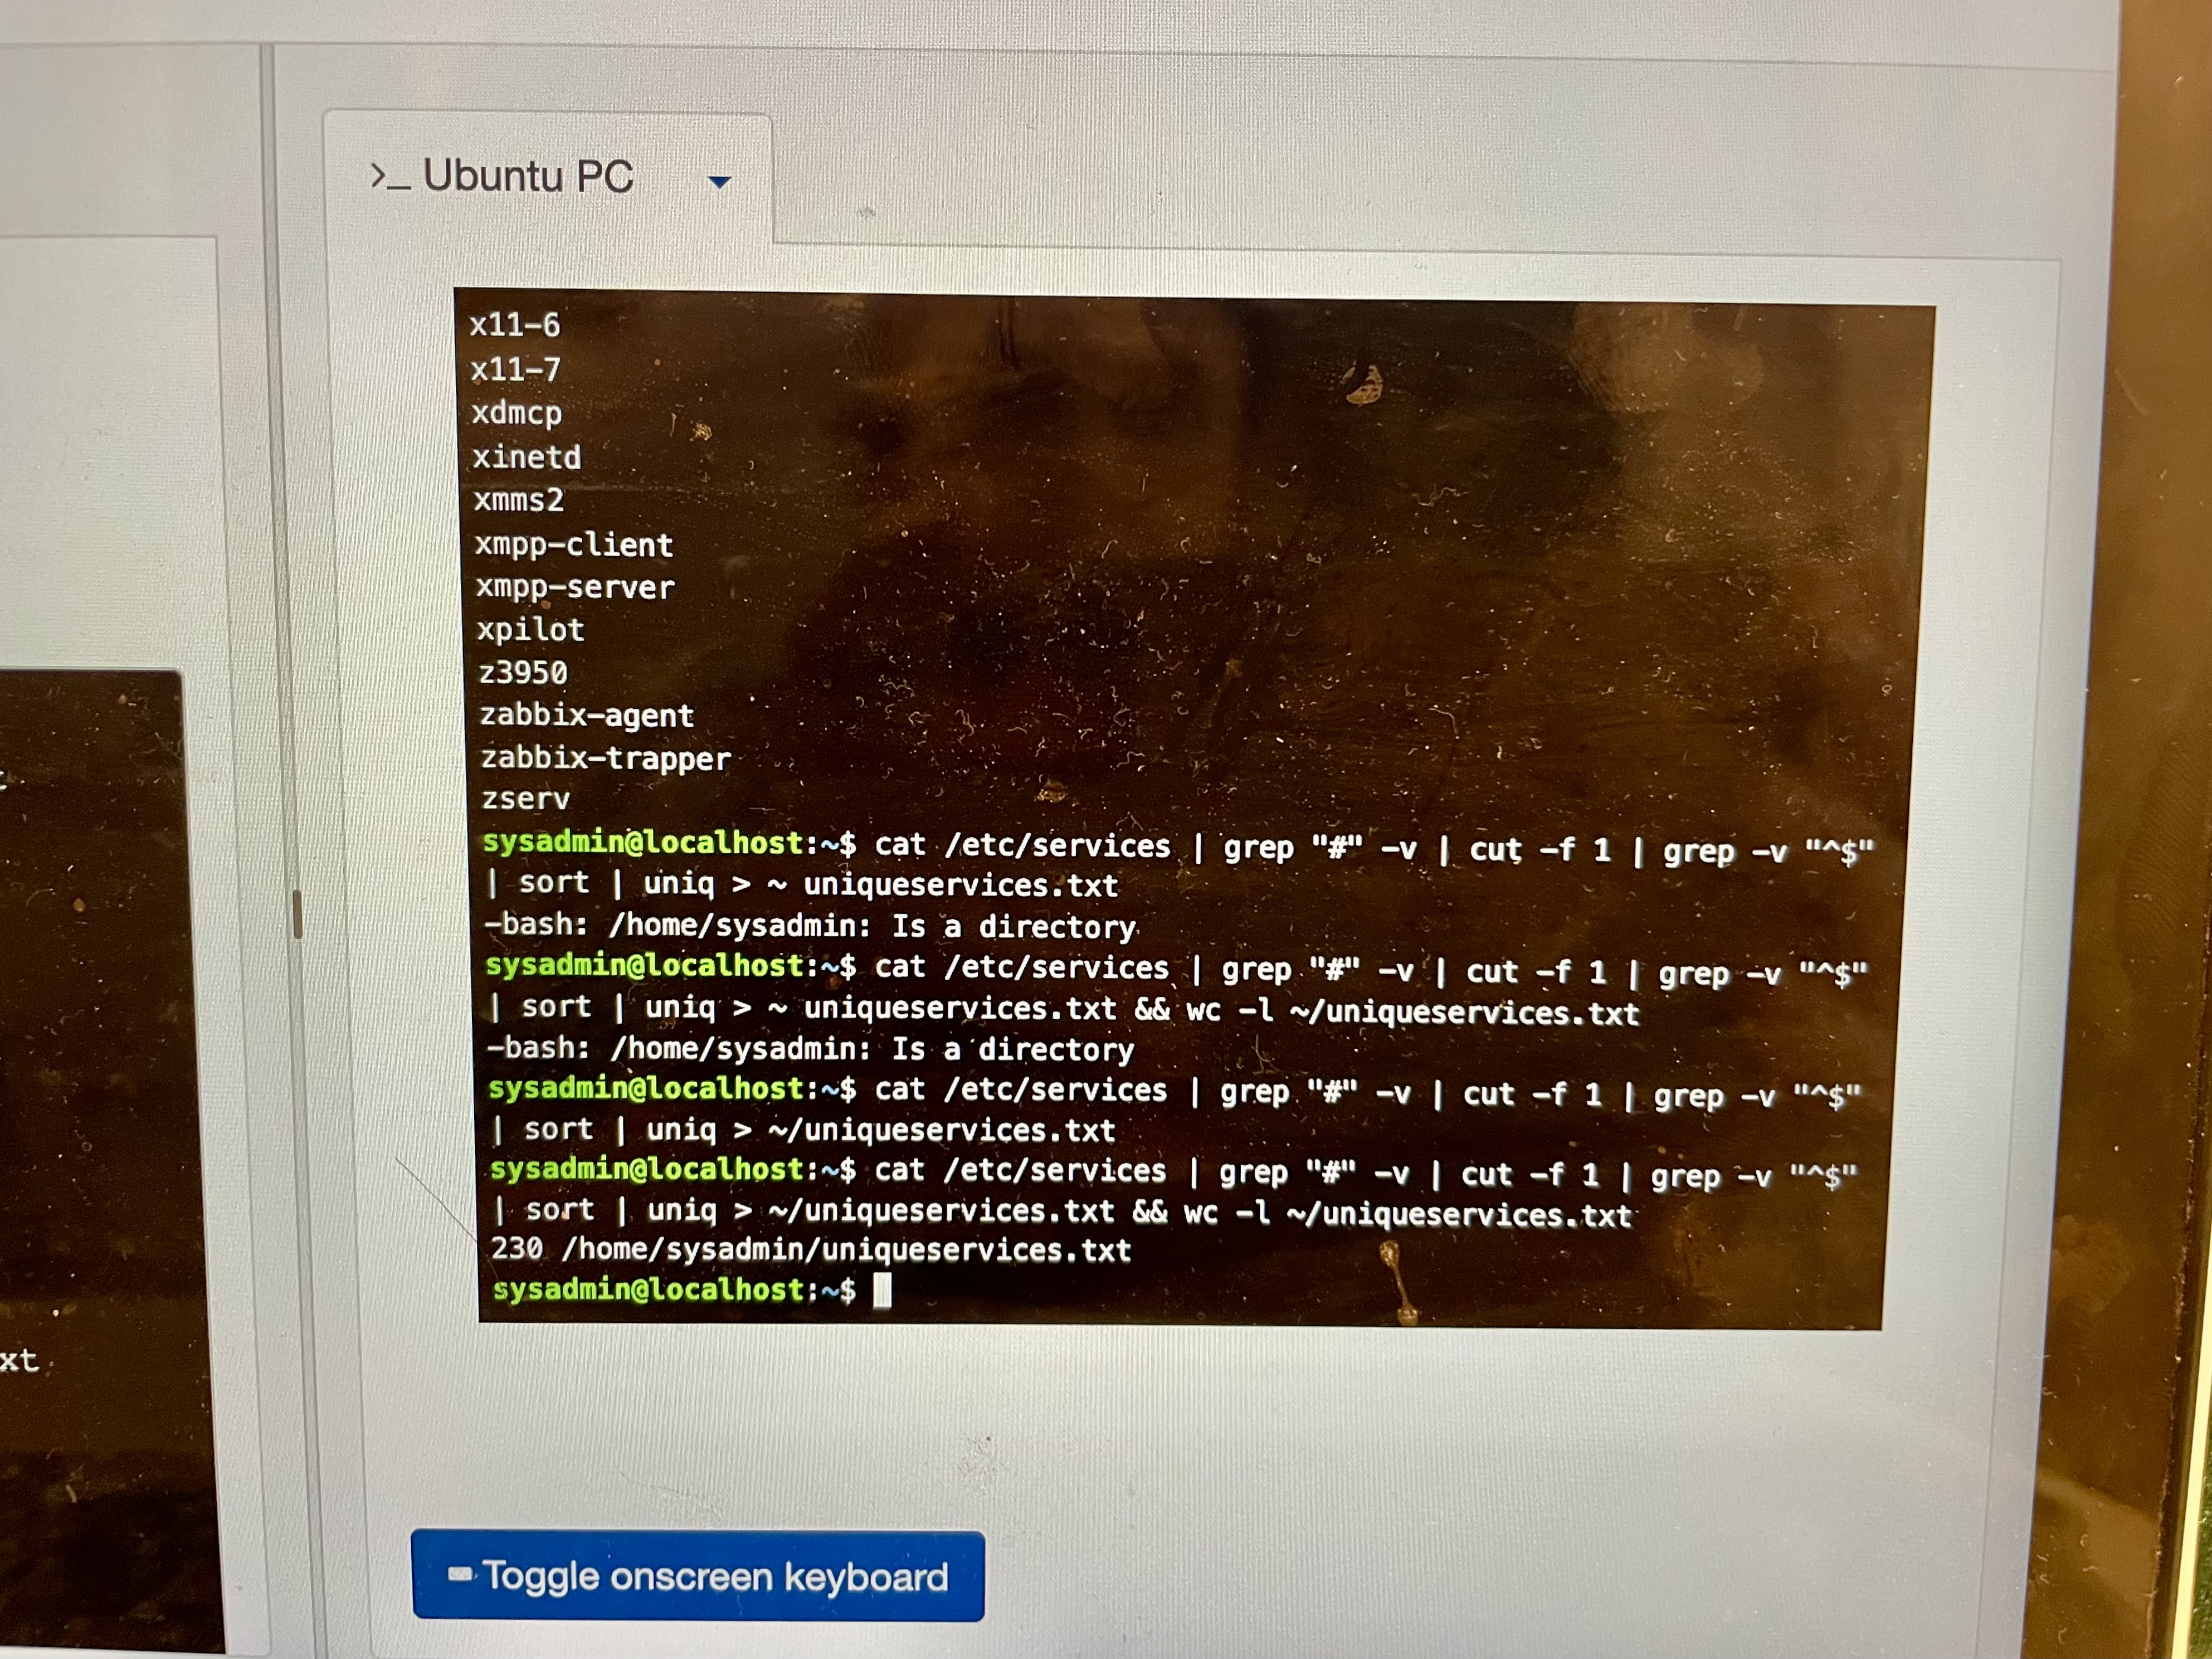 >_ Ubuntu PC
x11-6
x11-7
xdmcp
xinetd
xmms2
xmpp-client
xmpp-server
xpilot
z3950
zabbix-agent
zabbix-trapper
zserv
sysadmin@localhost:~$ cat /etc/services | grep "#" -v | cut -f 1 | grep -v "^$"
| sort | uniq > ~ uniqueservices.txt
-bash: /home/sysadmin: Is a directory
sysadmin@localhost:~$ cat /etc/services | grep "#" -v | cut -f 1 | grep -v "^$"
| sort | uniq > ~ uniqueservices.txt && wc -l ~/uniqueservices.txt
-bash: /home/sysadmin: Is a directory
sysadmin@localhost:~$ cat /etc/services | grep "#" -v | cut -f 1 | grep -v "^$"
| sort | uniq > ~/uniqueservices.txt
sysadmin@localhost:~$ cat /etc/services | grep "#" -v | cut -f 1 | grep -v "^$"
| sort | uniq > ~/uniqueservices.txt && wc -l ~/uniqueservices.txt
230 /home/sysadmin/uniqueservices.txt
sysadmin@localhost:~$
xt
Toggle onscreen keyboard